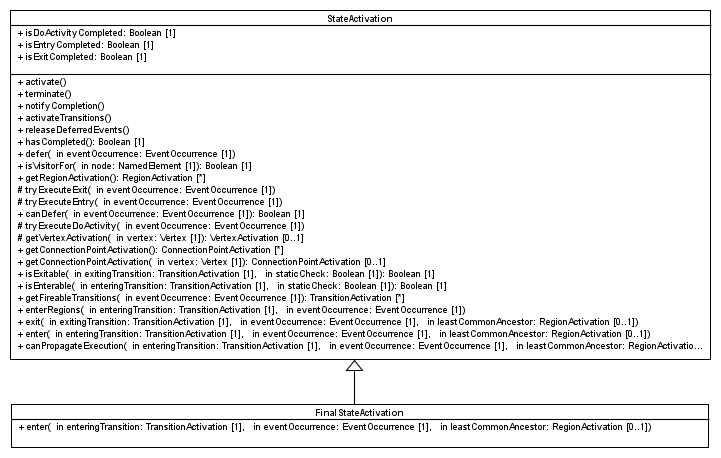 StateActivation
+ isDoActivityCompleted: Boolean [1]
+ isEntryCompleted: Boolean [1]
+ isExitCompleted: Boolean [1]
+ activate()
+ terminate()
+ notifyCompletion()
+ activateTransitions()
+ releaseDeferredEvents()
+ hasCompleted(): Boolean [1]
+ defer( in eventOccurrence: EventOccurrence [1])
+ isVisitorFor( in node: NamedElement [1]): Boolean [1]
+ getRegionActivation(): RegionActivation [*]
# tryExecuteExit( in eventOccurrence: EventOccurrence [1])
# tryExecuteEntry( in eventOccurrence: EventOccurrence [1])
+ canDefer( in eventOccurrence: EventOccurrence [1]): Boolean [1]
# tryExecuteDoActivity( in eventOccurrence: EventOccurrence [1])
# getVertexActivation( in vertex: Vertex [1]): VertexActivation [0..1]
+ getConnectionPointActivation(): ConnectionPointActivation [*]
+ getConnectionPointActivation( in vertex: Vertex [1]): ConnectionPointActivation [0..1]
+ isExitable( in exitingTransition: TransitionActivation [1], in staticCheck: Boolean [1]): Boolean [1]
+ isEnterable( in enteringTransition: TransitionActivation [1], in staticCheck: Boolean [1]): Boolean [1]
+ getFireableTransitions( in eventOccurrence: EventOccurrence [1]): TransitionActivation [*]
+ enterRegions( in enteringTransition: TransitionActivation [1], in eventOccurrence: EventOccurrence [1])
+ exit( in exitingTransition: TransitionActivation [1], in eventOccurrence: EventOccurrence [1], in leastCommonAncestor: RegionActivation [0..1])
+ enter( in enteringTransition: TransitionActivation [1], in eventOccurrence: EventOccurrence [1], in leastCommonAncestor: RegionActivation [0..1])
+ canPropagateExecution( in enteringTransition: TransitionActivation [1], in eventOccurrence: EventOccurrence [1], in leastCommonAncestor: RegionActivatio...
FinalStateActivation
+ enter( in enteringTransition: TransitionActivation [1], in eventOccurrence: EventOccurrence [1], in leastCommonAncestor: RegionActivation [0..1])